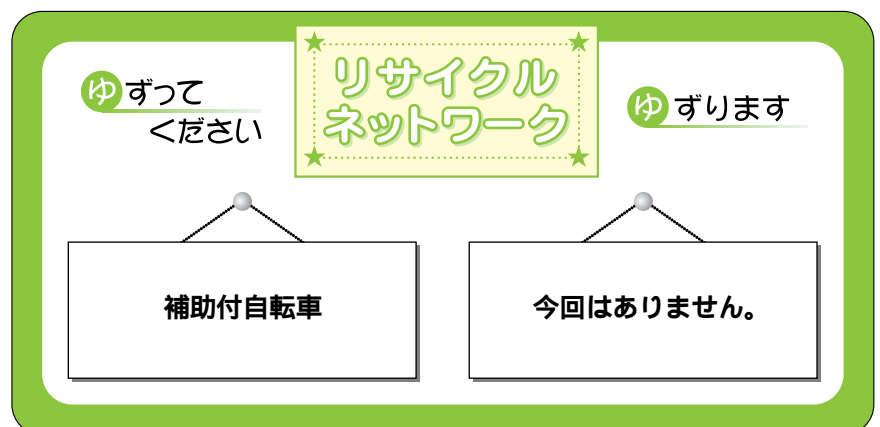 リサイクル
ネットワーク
ゆずって
ください
補助付自転車
ゆずります
今回はありません。